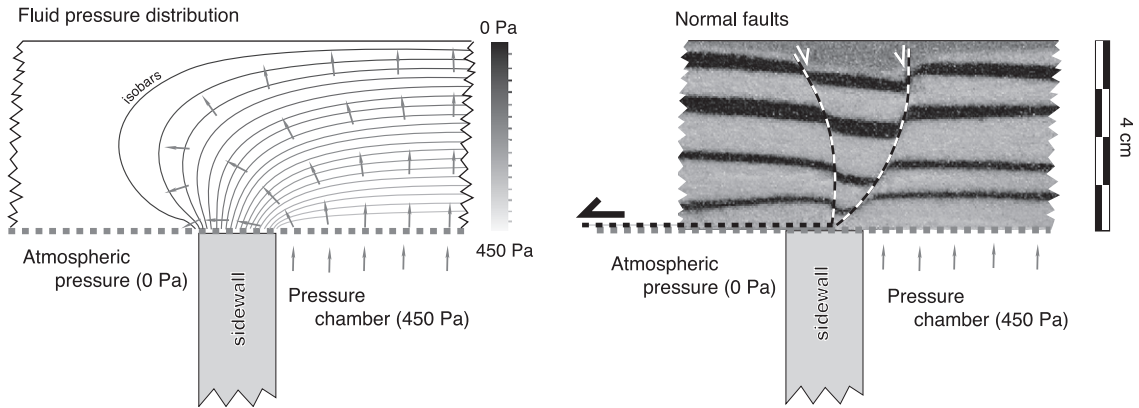 Fluid pressure distribution
0 Pa
isobars
450 Pa
Atmospheric
pressure (0 Pa)
sidewall
Pressure
chamber (450 Pa)
Normal faults
4 cm
Atmospheric
pressure (0 Pa)
sidewall
Pressure
chamber (450 Pa)